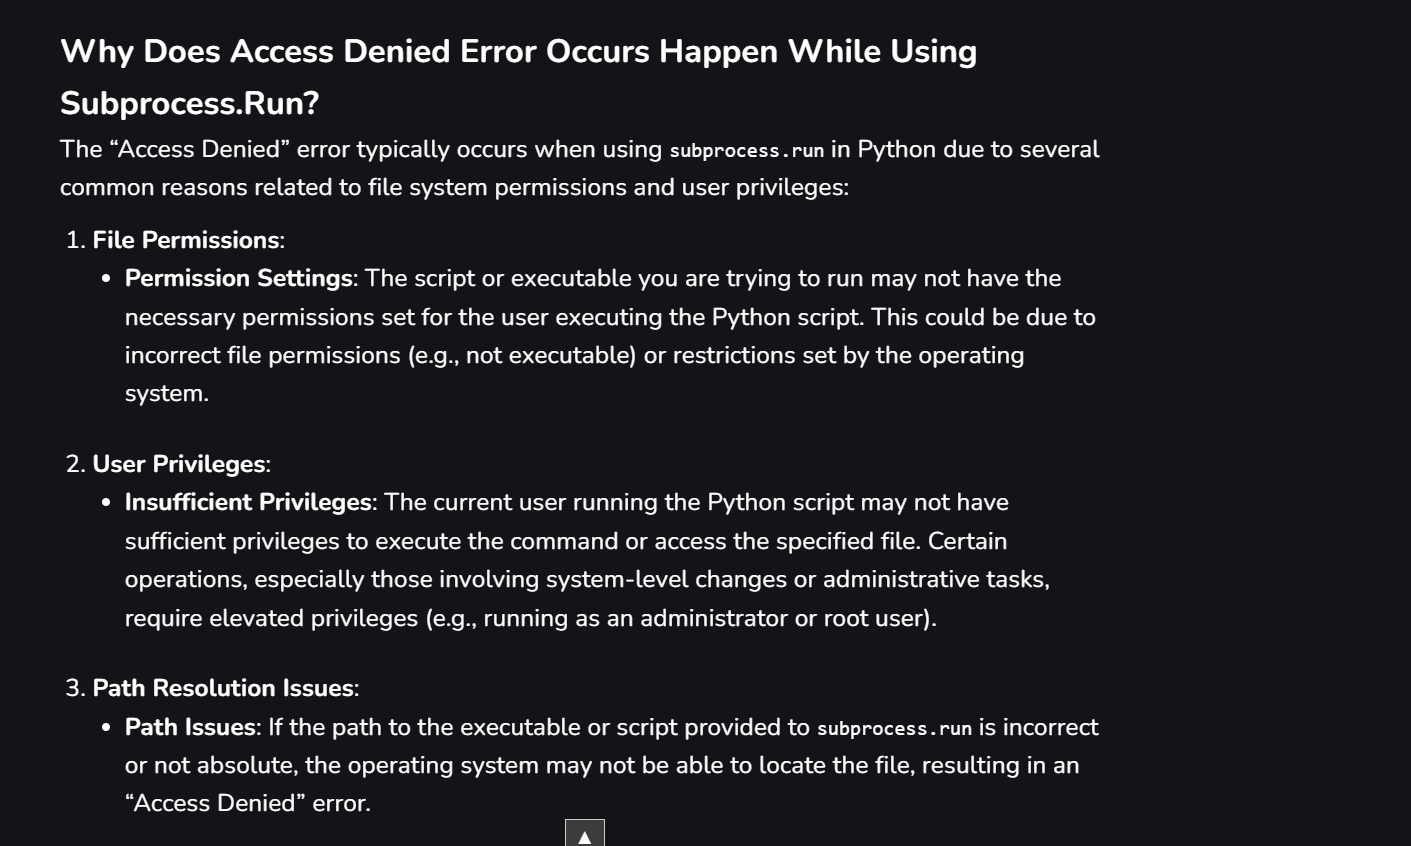 Why Does Access Denied Error Occurs Happen While Using
Subprocess.Run?
The “Access Denied” error typically occurs when using subprocess.run in Python due to several
common reasons related to file system permissions and user privileges:
1. File Permissions:
• Permission Settings: The script or executable you are trying to run may not have the
necessary permissions set for the user executing the Python script. This could be due to
incorrect file permissions (e.g., not executable) or restrictions set by the operating
system.
2. User Privileges:
• Insufficient Privileges: The current user running the Python script may not have
sufficient privileges to execute the command or access the specified file. Certain
operations, especially those involving system-level changes or administrative tasks,
require elevated privileges (e.g., running as an administrator or root user).
3. Path Resolution Issues:
• Path Issues: If the path to the executable or script provided to subprocess.run is incorrect
or not absolute, the operating system may not be able to locate the file, resulting in an
“Access Denied” error.